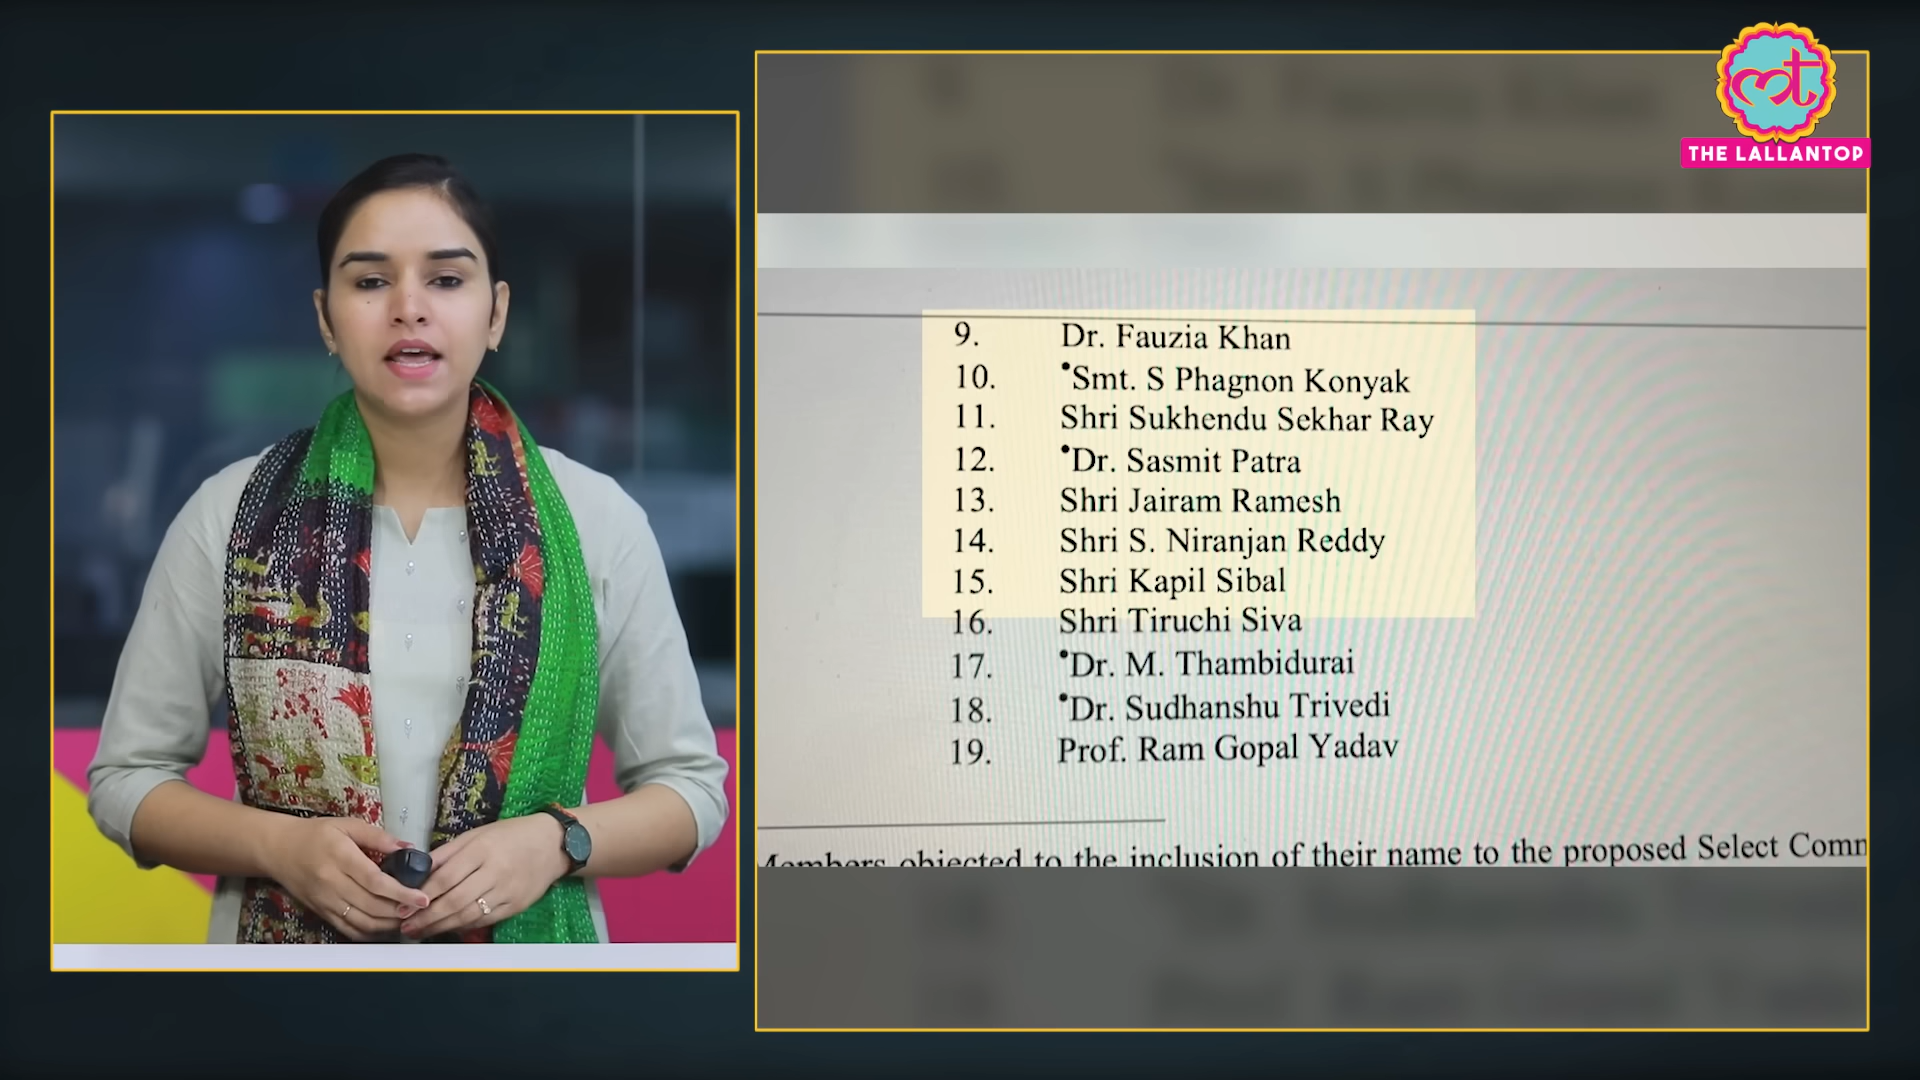 THE LALLANTOP
9. Dr. Fauzia Khan
10. •Smt. S Phagnon Konyak
11. Shri Sukhendu Sekhar Ray
12. •Dr. Sasmit Patra
13. Shri Jairam Ramesh
14. Shri S. Niranjan Reddy
15. Shri Kapil Sibal
16. Shri Tiruchi Siva
17. •Dr. M. Thambidurai
18. •Dr. Sudhanshu Trivedi
19. Prof. Ram Gopal Yadav
Members objected to the inclusion of their name to the proposed Select Comm